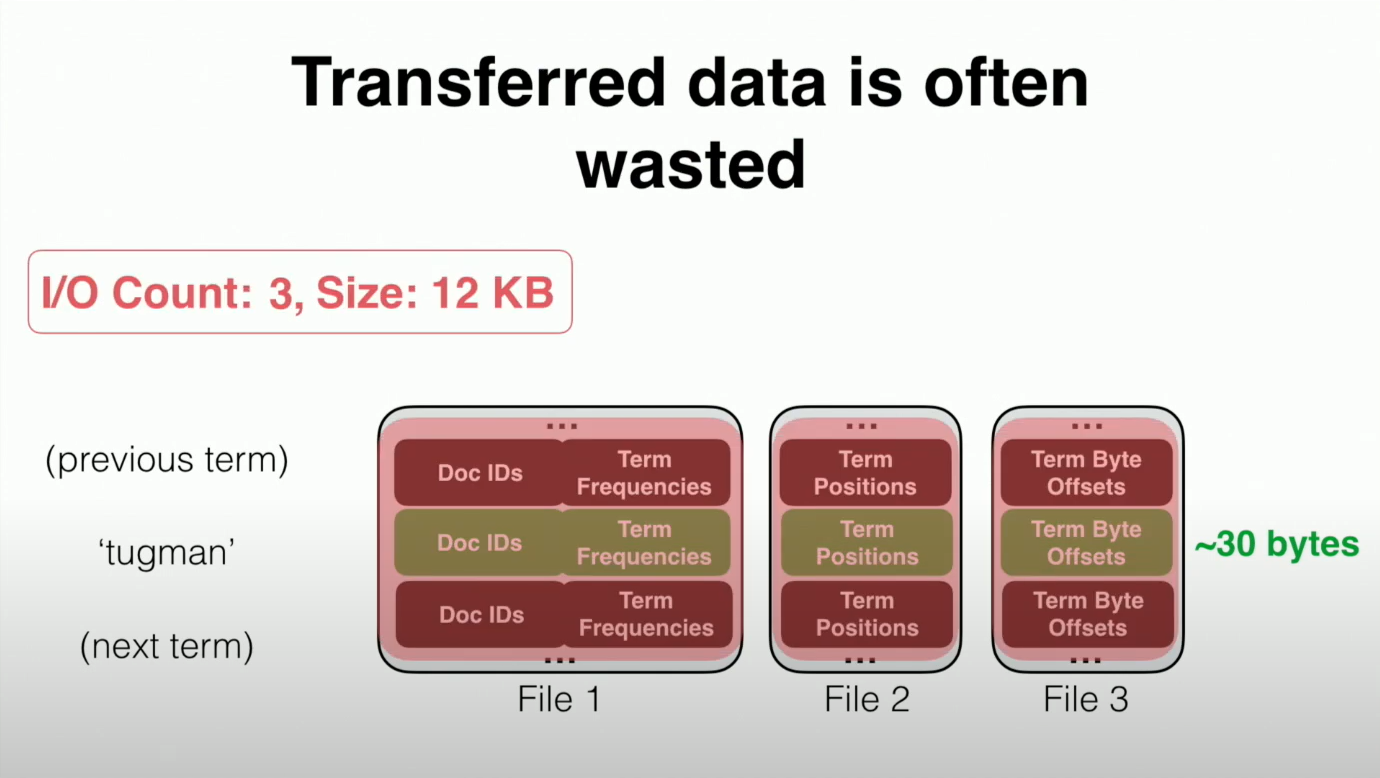 Transferred data is often
wasted
I/O Count: 3, Size: 12 KB
...
...
...
(previous term)
Doc IDs
Term
Frequencies
Term
Positions
Term Byte
Offsets
‘tugman’
Doc IDs
Term
Frequencies
Term
Positions
Term Byte
Offsets
~30 bytes
(next term)
Doc IDs
Term
Frequencies
Term
Positions
Term Byte
Offsets
...
...
...
File 1
File 2
File 3